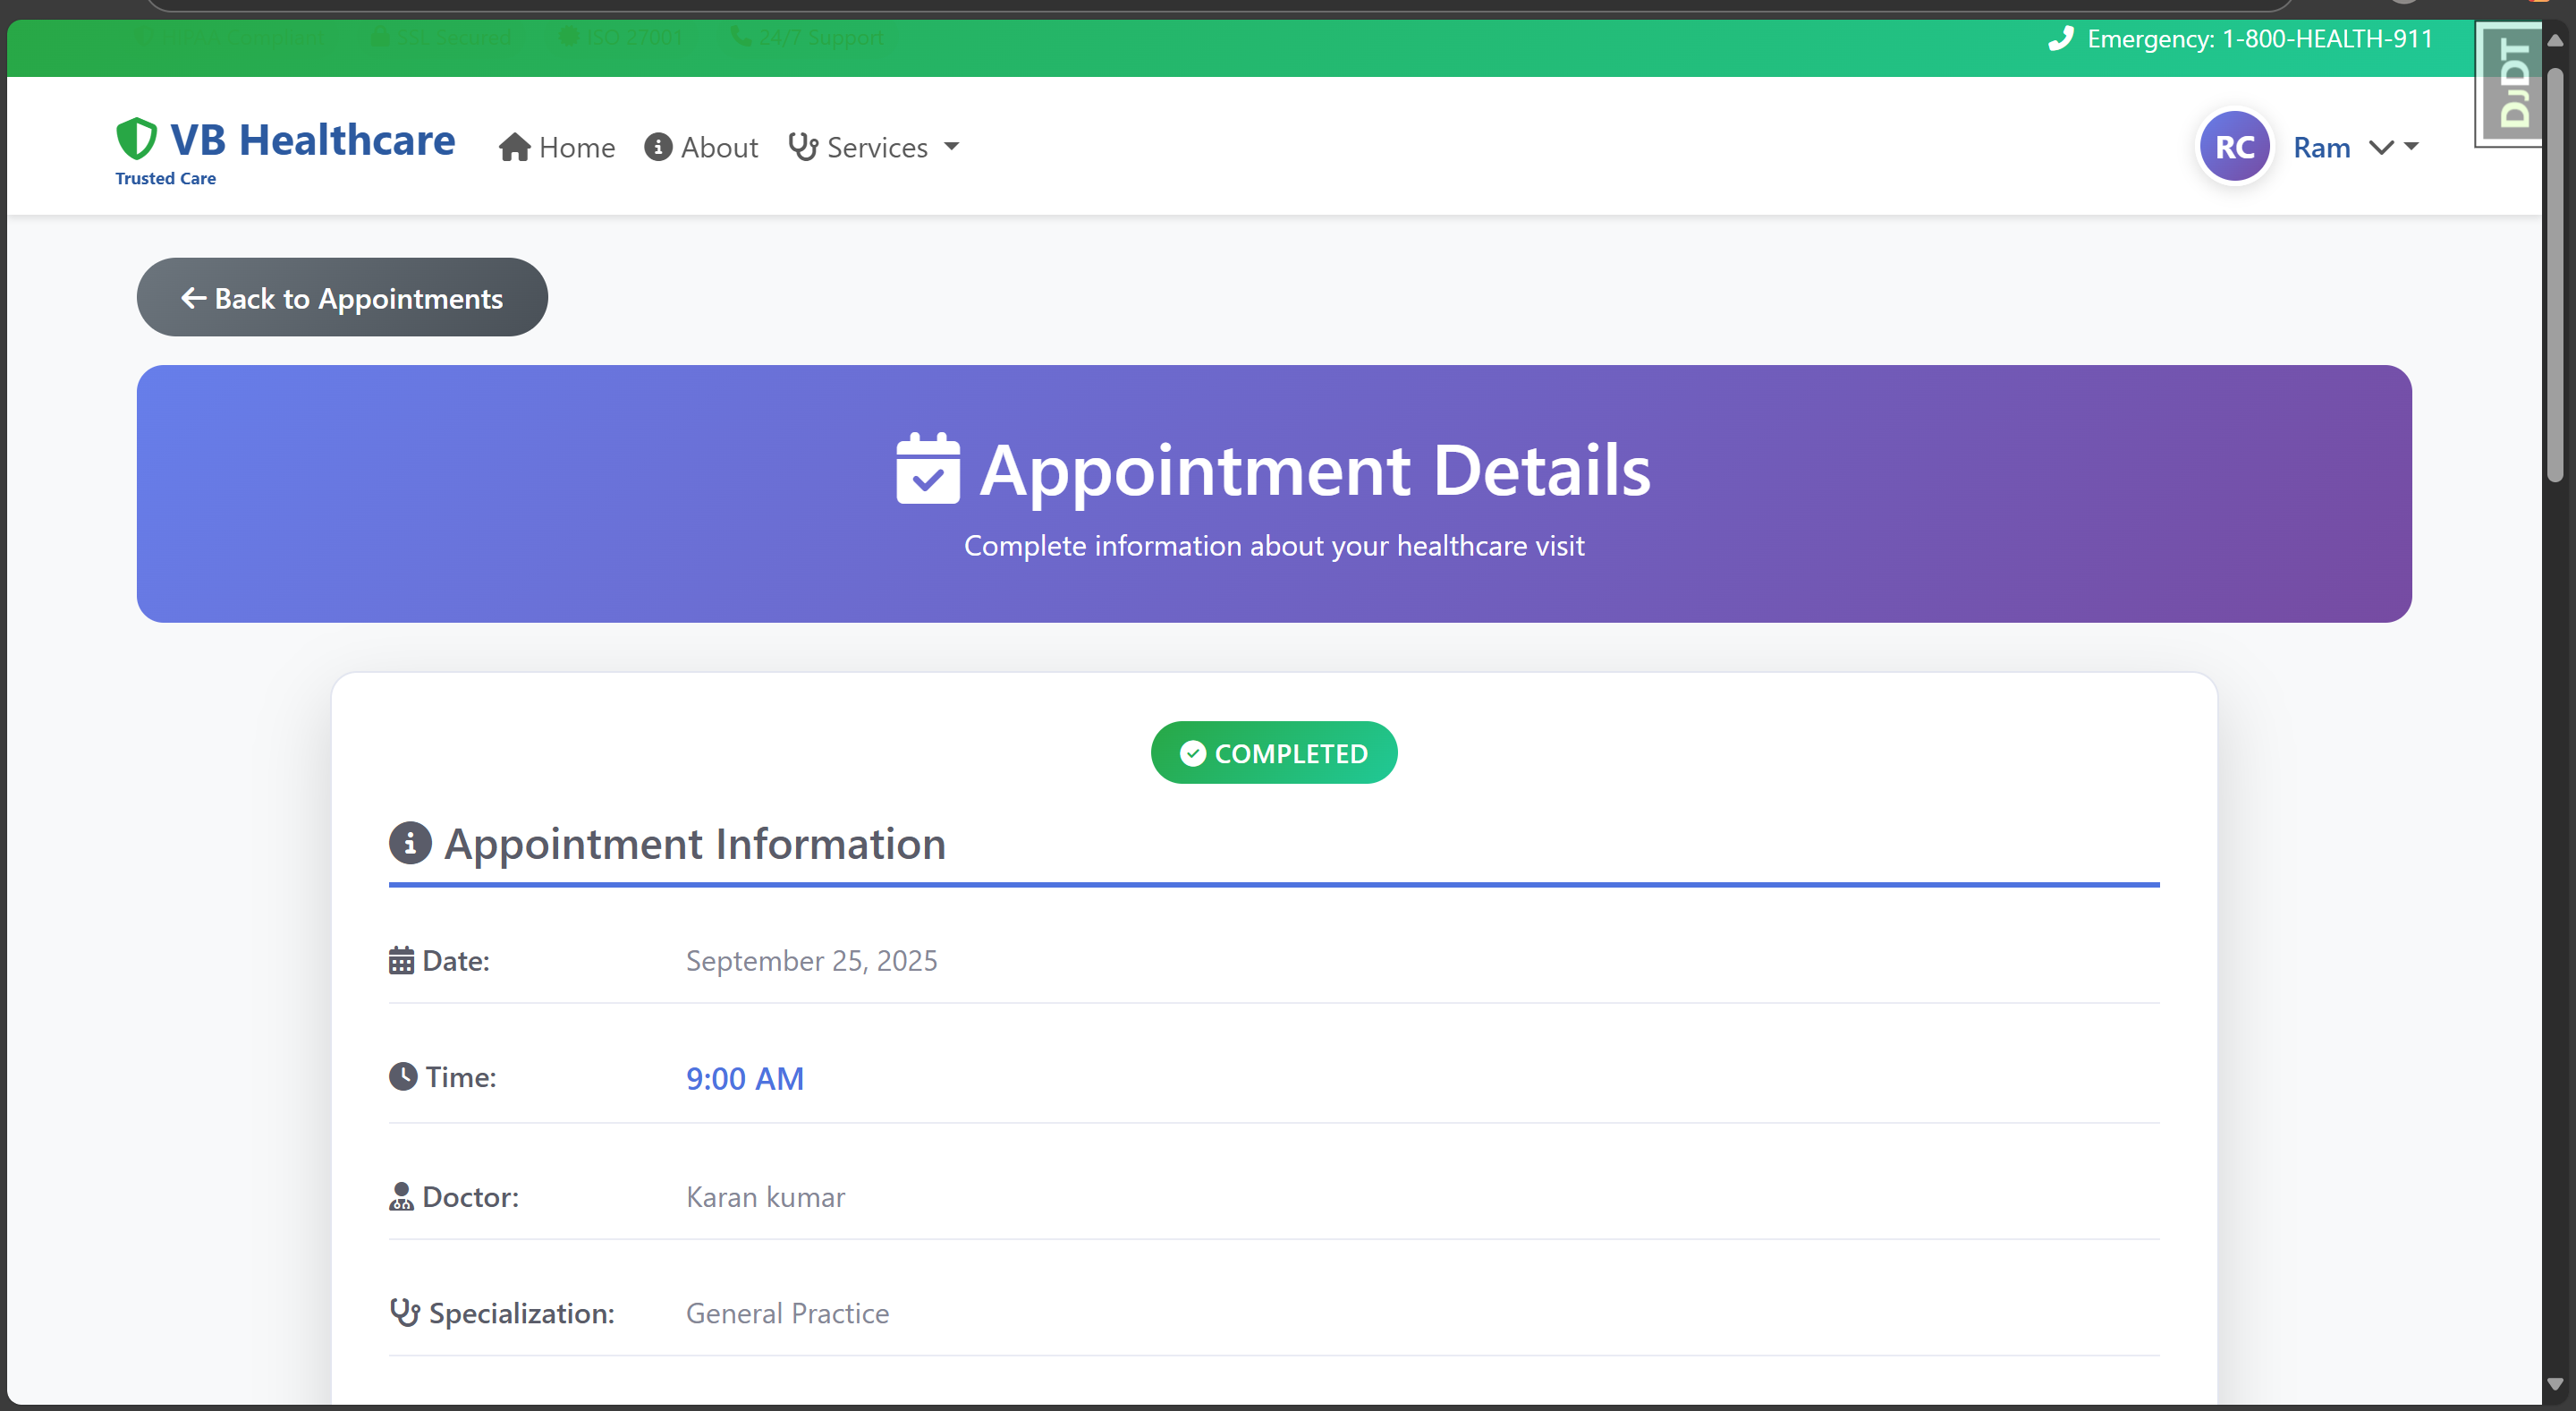 SSL Secured ISO 27001 24/7 Support Emergency: 1-800-HEALTH-911
DJDT
VB Healthcare
Trusted Care
Home About Services
RC Ram
Back to Appointments
Appointment Details
Complete information about your healthcare visit
COMPLETED
Appointment Information
Date: September 25, 2025
Time: 9:00 AM
Doctor: Karan kumar
Specialization: General Practice